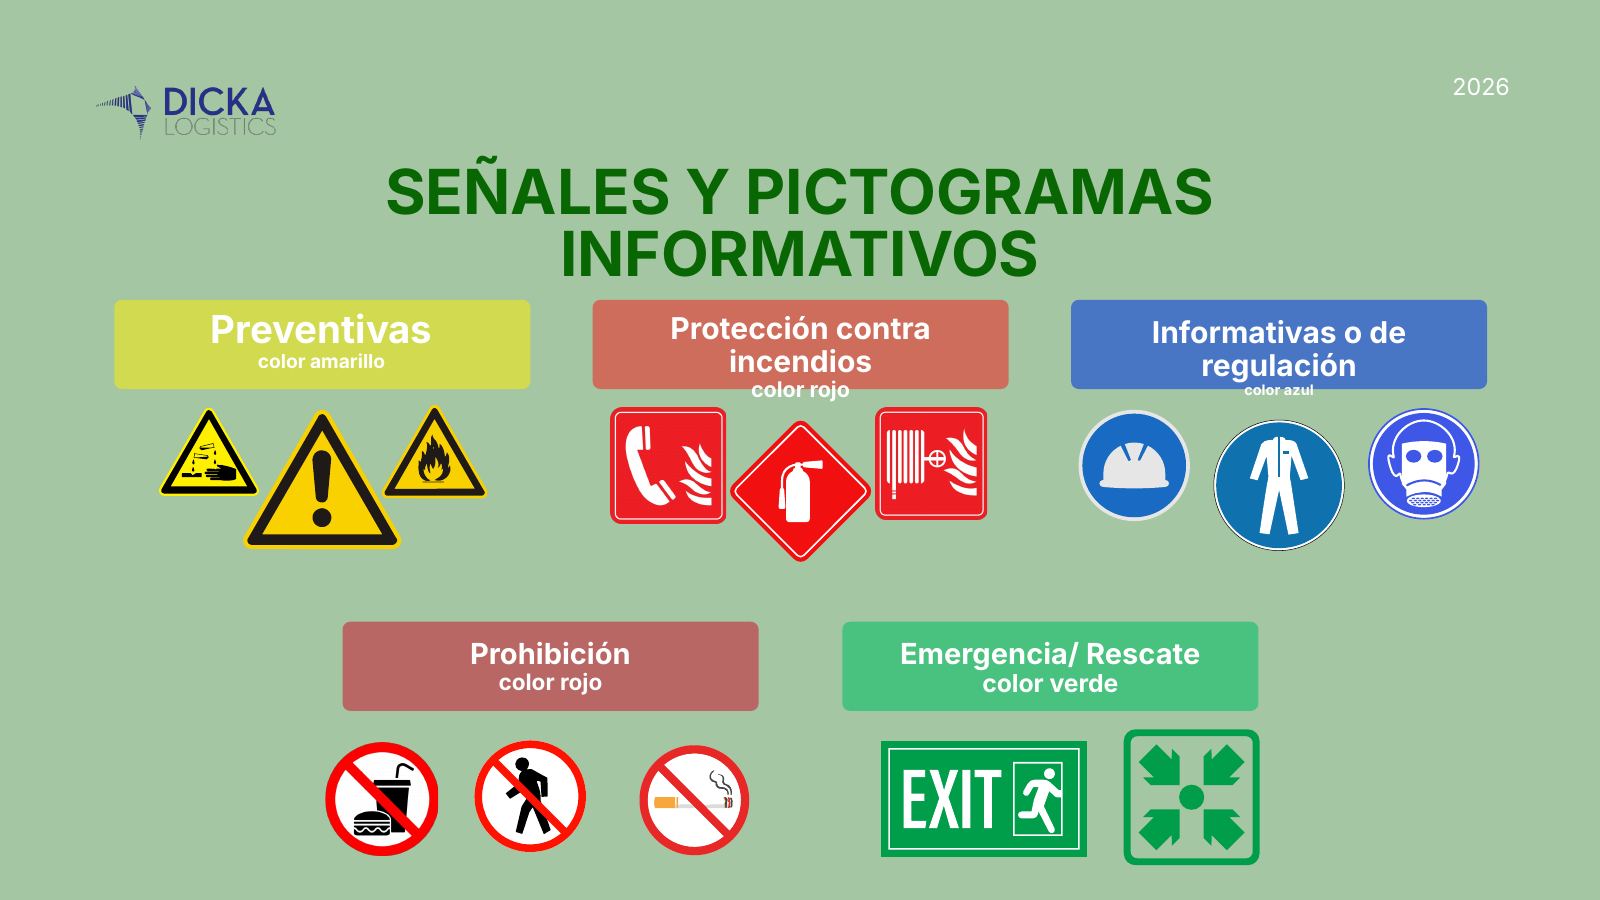 DICKA
LOGISTICS
2026
SEÑALES Y PICTOGRAMAS
INFORMATIVOS
Preventivas
color amarillo
Protección contra
incendios
color rojo
Informativas o de
regulación
color azul
Prohibición
color rojo
Emergencia/ Rescate
color verde
EXIT